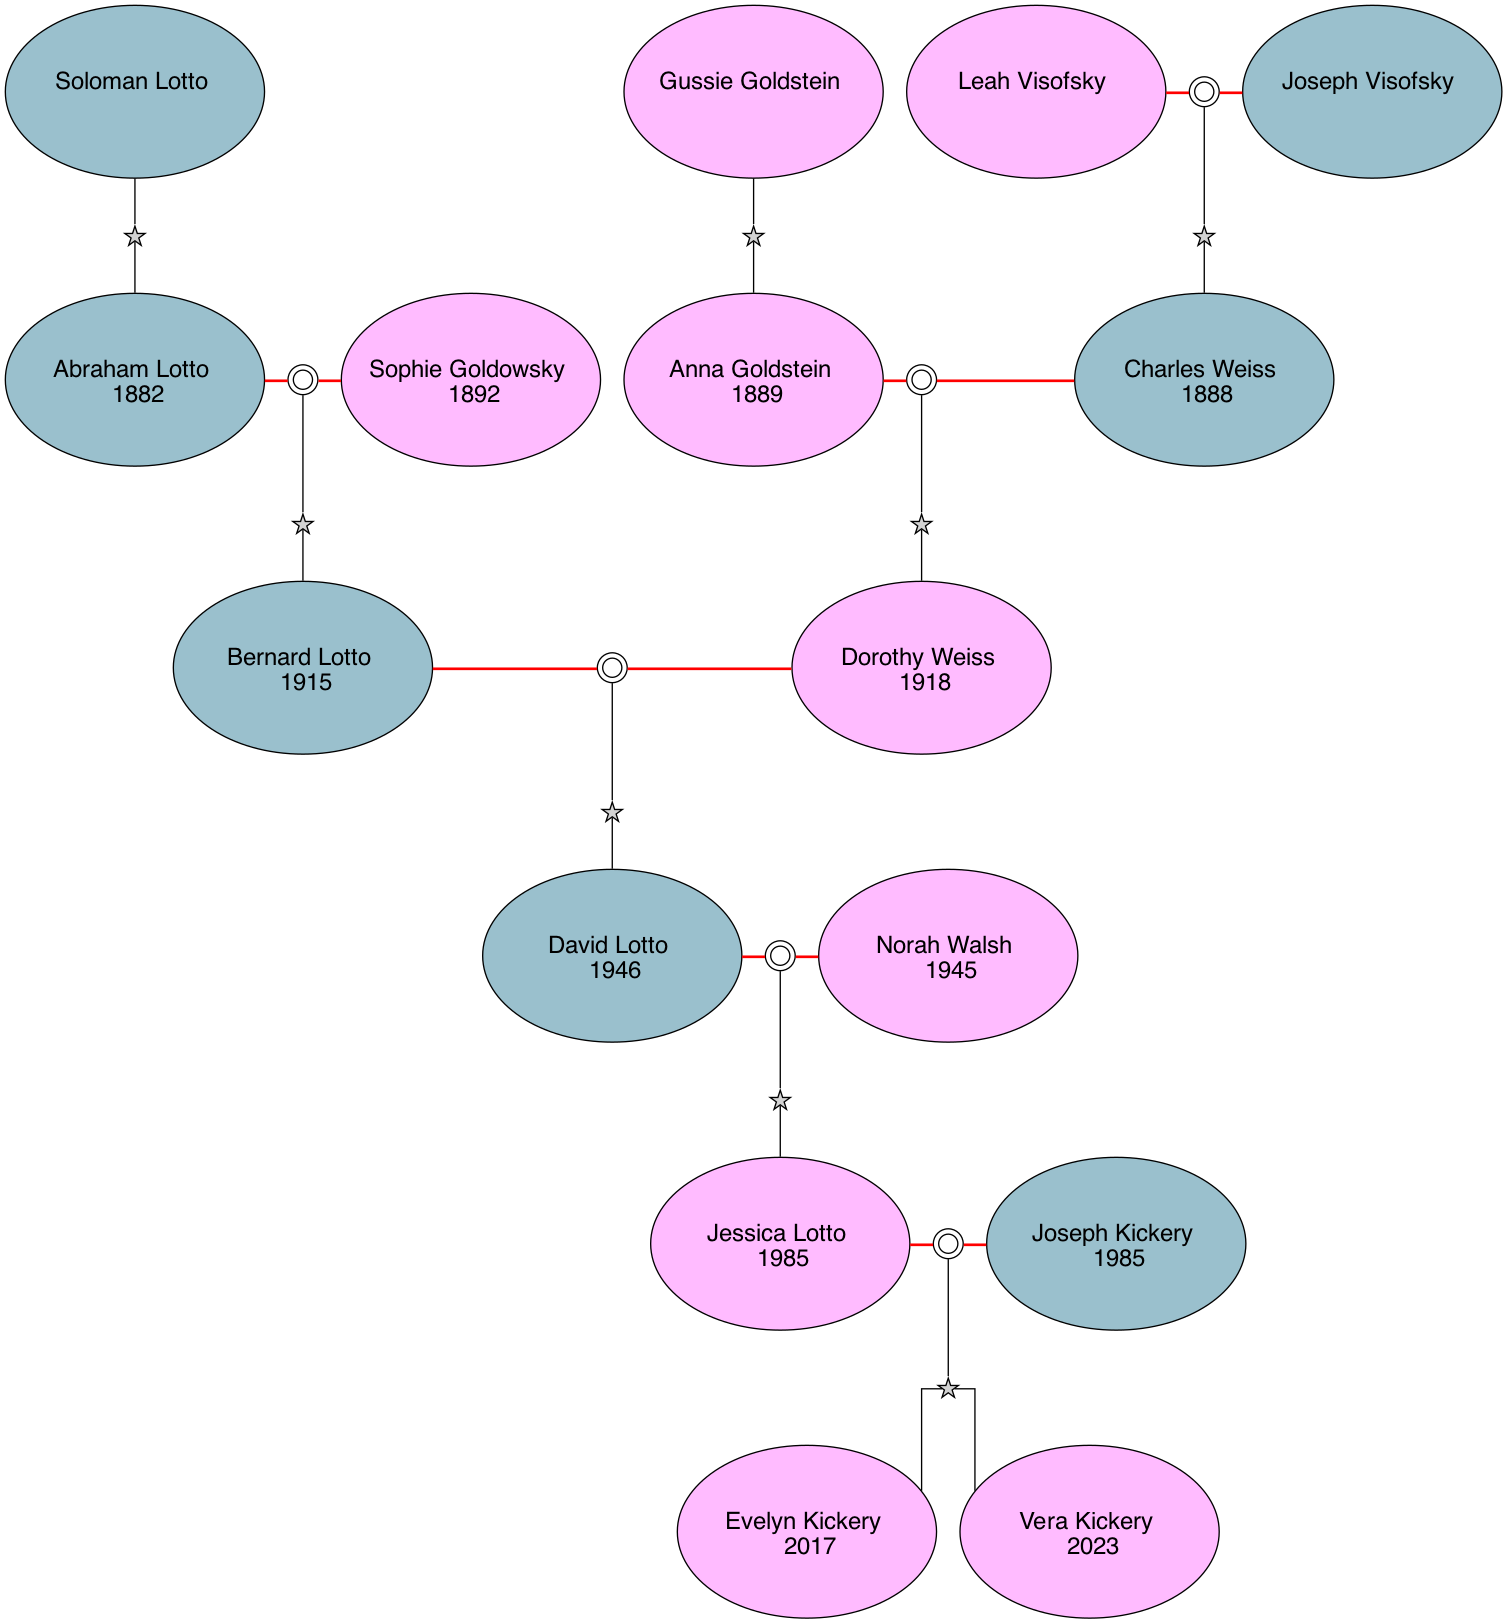 Soloman Lotto
Gussie Goldstein
Leah Visofsky
Joseph Visofsky
Abraham Lotto
1882
Sophie Goldowsky
1892
Anna Goldstein
1889
Charles Weiss
1888
Bernard Lotto
1915
Dorothy Weiss
1918
David Lotto
1946
Norah Walsh
1945
Jessica Lotto
1985
Joseph Kickery
1985
Evelyn Kickery
2017
Vera Kickery
2023